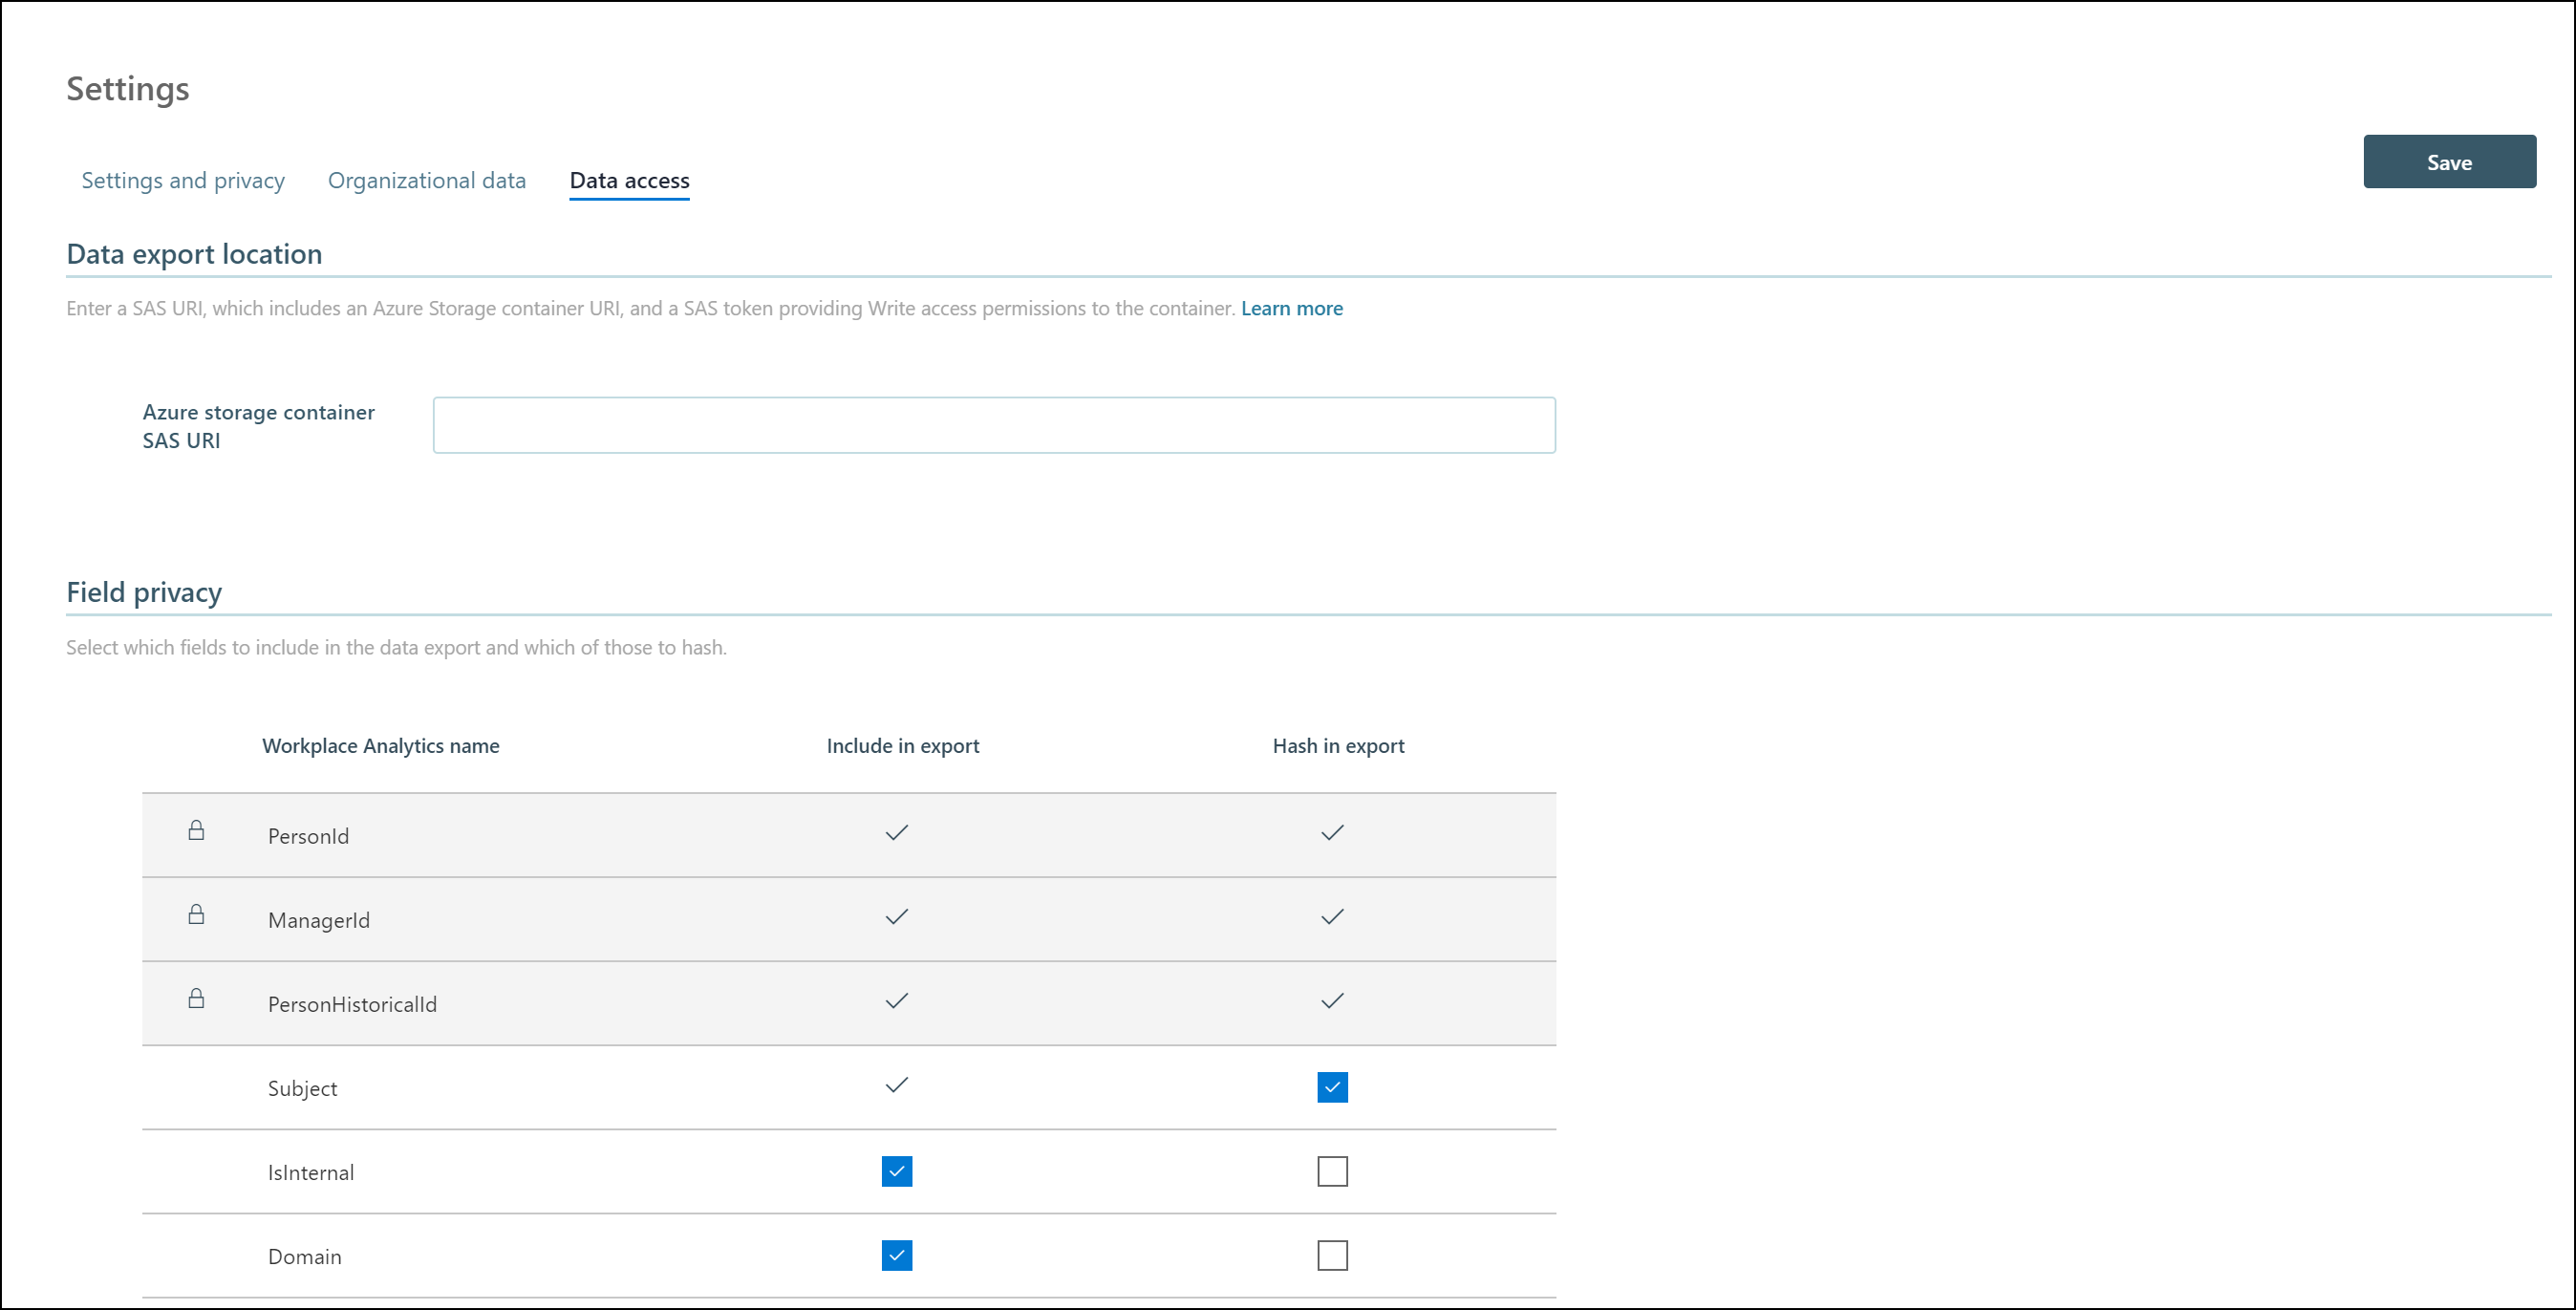 Settings
Settings and privacy Organizational data Data access
Save
Data export location
Enter a SAS URI, which includes an Azure Storage container URI, and a SAS token providing Write access permissions to the container. Learn more
Azure storage container
SAS URI
Field privacy
Select which fields to include in the data export and which of those to hash.
Workplace Analytics name Include in export Hash in export
PersonId
ManagerId
PersonHistoricalId
Subject
IsInternal
Domain